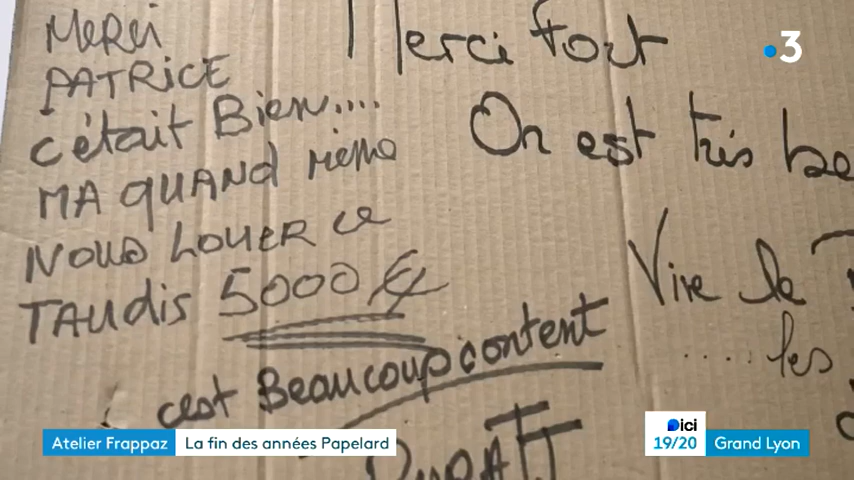 Merci
PATRICE
c'était Bien....
MA QUAND même
NOUS LOUER ce
TAUDIS 5000 €
c'est BEAUCOUP content
Merci tout
On est très be
Vive le
..... les
3
Atelier Frappaz
La fin des années Papelard
ici
19/20
Grand Lyon